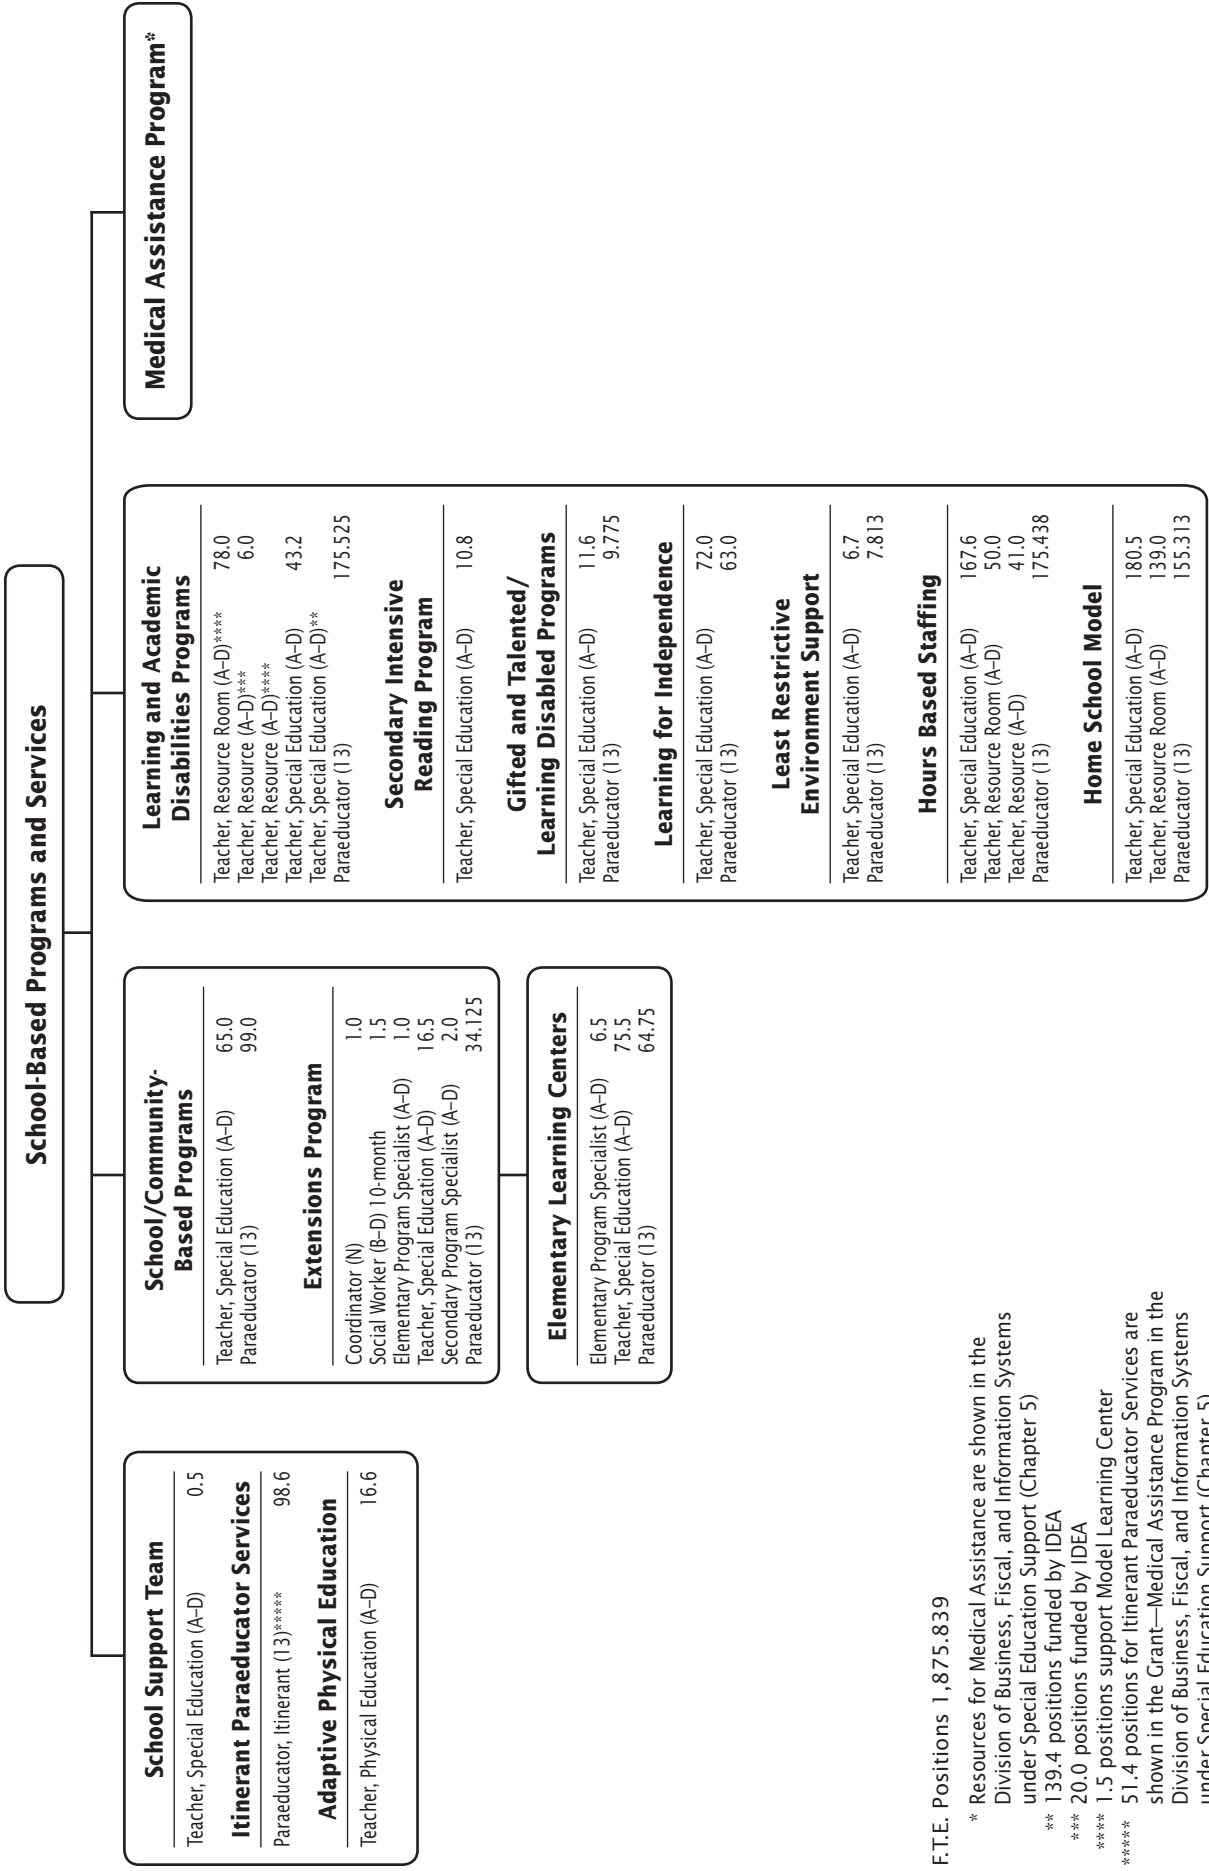 School-Based Programs and Services
School Support Team
Teacher, Special Education (A–D) 0.5
Itinerant Paraeducator Services
Paraeducator, Itinerant (13)***** 98.6
Adaptive Physical Education
Teacher, Physical Education (A–D) 16.6
School/Community-
Based Programs
Teacher, Special Education (A–D) 65.0
Paraeducator (13) 99.0
Extensions Program
Coordinator (N) 1.0
Social Worker (B–D) 10-month 1.5
Elementary Program Specialist (A–D) 1.0
Teacher, Special Education (A–D) 16.5
Secondary Program Specialist (A–D) 2.0
Paraeducator (13) 34.125
Elementary Learning Centers
Elementary Program Specialist (A–D) 6.5
Teacher, Special Education (A–D) 75.5
Paraeducator (13) 64.75
Learning and Academic
Disabilities Programs
Teacher, Resource Room (A–D)**** 78.0
Teacher, Resource (A–D)*** 6.0
Teacher, Resource (A–D)****
Teacher, Special Education (A–D) 43.2
Teacher, Special Education (A–D)**
Paraeducator (13) 175.525
Secondary Intensive
Reading Program
Teacher, Special Education (A–D) 10.8
Gifted and Talented/
Learning Disabled Programs
Teacher, Special Education (A–D) 11.6
Paraeducator (13) 9.775
Learning for Independence
Teacher, Special Education (A–D) 72.0
Paraeducator (13) 63.0
Least Restrictive
Environment Support
Teacher, Special Education (A–D) 6.7
Paraeducator (13) 7.813
Hours Based Staffing
Teacher, Special Education (A–D) 167.6
Teacher, Resource Room (A–D) 50.0
Teacher, Resource (A–D) 41.0
Paraeducator (13) 175.438
Home School Model
Teacher, Special Education (A–D) 180.5
Teacher, Resource Room (A–D) 139.0
Paraeducator (13) 155.313
Medical Assistance Program*
F.T.E. Positions 1,875.839
* Resources for Medical Assistance are shown in the
Division of Business, Fiscal, and Information Systems
under Special Education Support (Chapter 5)
** 139.4 positions funded by IDEA
*** 20.0 positions funded by IDEA
**** 1.5 positions support Model Learning Center
***** 51.4 positions for Itinerant Paraeducator Services are
shown in the Grant—Medical Assistance Program in the
Division of Business, Fiscal, and Information Systems
under Special Education Support (Chapter 5)